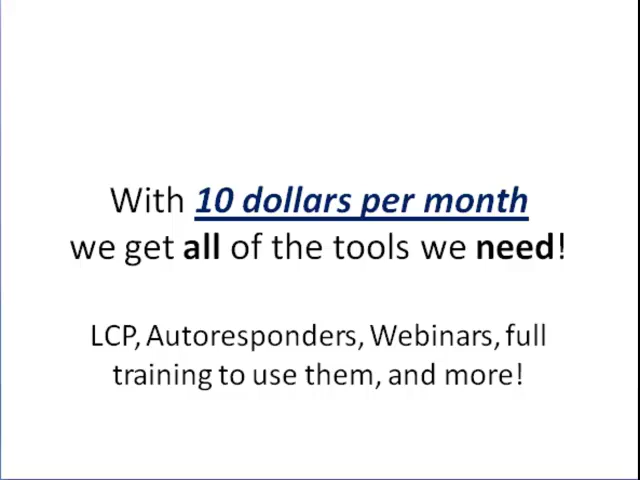 With 10 dollars per month
we get all of the tools we need!
LCP, Autoresponders, Webinars, full
training to use them, and more!